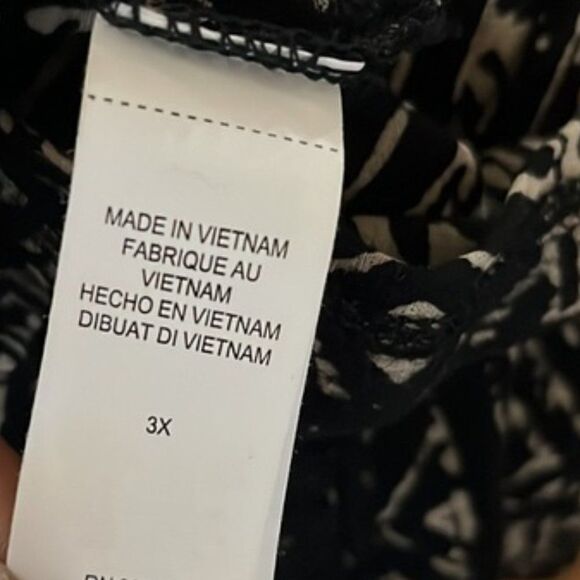 MADE IN VIETNAM
FABRIQUE AU
VIETNAM
HECHO EN VIETNAM
DIBUAT DI VIETNAM
3X